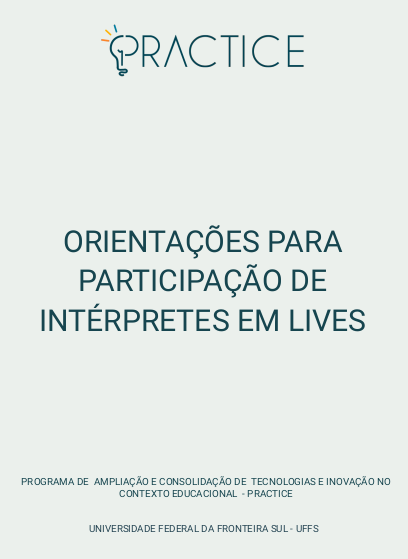 PRACTICE
ORIENTAÇÕES PARA
PARTICIPAÇÃO DE
INTÉRPRETES EM LIVES
PROGRAMA DE AMPLIAÇÃO E CONSOLIDAÇÃO DE TECNOLOGIAS E INOVAÇÃO NO
CONTEXTO EDUCACIONAL - PRACTICE
UNIVERSIDADE FEDERAL DA FRONTEIRA SUL - UFFS